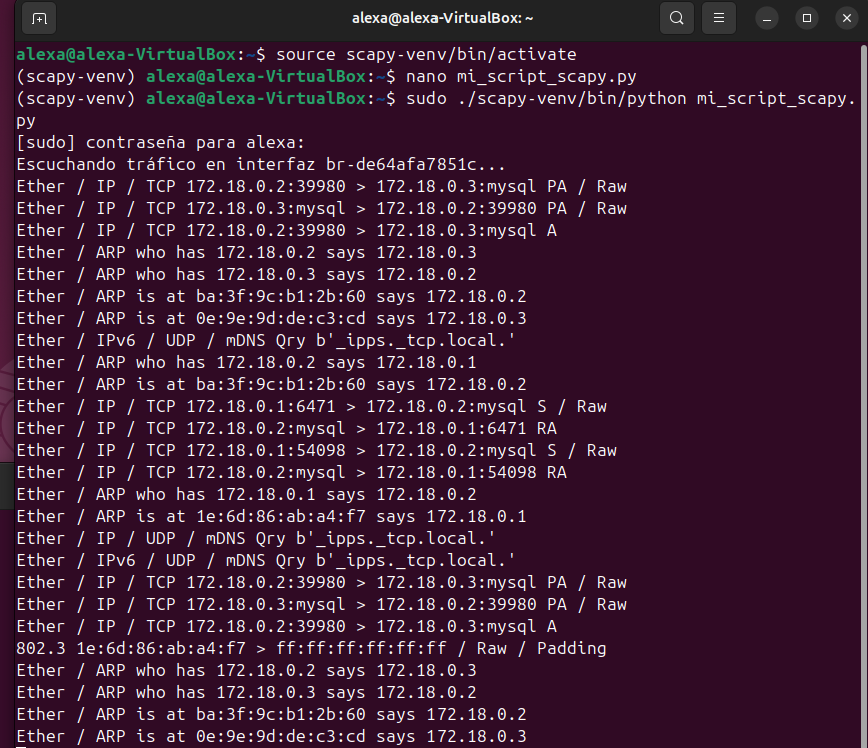 alexa@alexa-VirtualBox: ~
alexa@alexa-VirtualBox:~$ source scapy-venv/bin/activate
(scapy-venv) alexa@alexa-VirtualBox:~$ nano mi_script_scapy.py
(scapy-venv) alexa@alexa-VirtualBox:~$ sudo ./scapy-venv/bin/python mi_script_scapy.
py
[sudo] contraseña para alexa:
Escuchando tráfico en interfaz br-de64afa7851c...
Ether / IP / TCP 172.18.0.2:39980 > 172.18.0.3:mysql PA / Raw
Ether / IP / TCP 172.18.0.3:mysql > 172.18.0.2:39980 PA / Raw
Ether / IP / TCP 172.18.0.2:39980 > 172.18.0.3:mysql A
Ether / ARP who has 172.18.0.2 says 172.18.0.3
Ether / ARP who has 172.18.0.3 says 172.18.0.2
Ether / ARP is at ba:3f:9c:b1:2b:60 says 172.18.0.2
Ether / ARP is at 0e:9e:9d:de:c3:cd says 172.18.0.3
Ether / IPv6 / UDP / mDNS Qry b'_ipps._tcp.local.'
Ether / ARP who has 172.18.0.2 says 172.18.0.1
Ether / ARP is at ba:3f:9c:b1:2b:60 says 172.18.0.2
Ether / IP / TCP 172.18.0.1:6471 > 172.18.0.2:mysql S / Raw
Ether / IP / TCP 172.18.0.2:mysql > 172.18.0.1:6471 RA
Ether / IP / TCP 172.18.0.1:54098 > 172.18.0.2:mysql S / Raw
Ether / IP / TCP 172.18.0.2:mysql > 172.18.0.1:54098 RA
Ether / ARP who has 172.18.0.1 says 172.18.0.2
Ether / ARP is at 1e:6d:86:ab:a4:f7 says 172.18.0.1
Ether / IP / UDP / mDNS Qry b'_ipps._tcp.local.'
Ether / IPv6 / UDP / mDNS Qry b'_ipps._tcp.local.'
Ether / IP / TCP 172.18.0.2:39980 > 172.18.0.3:mysql PA / Raw
Ether / IP / TCP 172.18.0.3:mysql > 172.18.0.2:39980 PA / Raw
Ether / IP / TCP 172.18.0.2:39980 > 172.18.0.3:mysql A
802.3 1e:6d:86:ab:a4:f7 > ff:ff:ff:ff:ff:ff / Raw / Padding
Ether / ARP who has 172.18.0.2 says 172.18.0.3
Ether / ARP who has 172.18.0.3 says 172.18.0.2
Ether / ARP is at ba:3f:9c:b1:2b:60 says 172.18.0.2
Ether / ARP is at 0e:9e:9d:de:c3:cd says 172.18.0.3